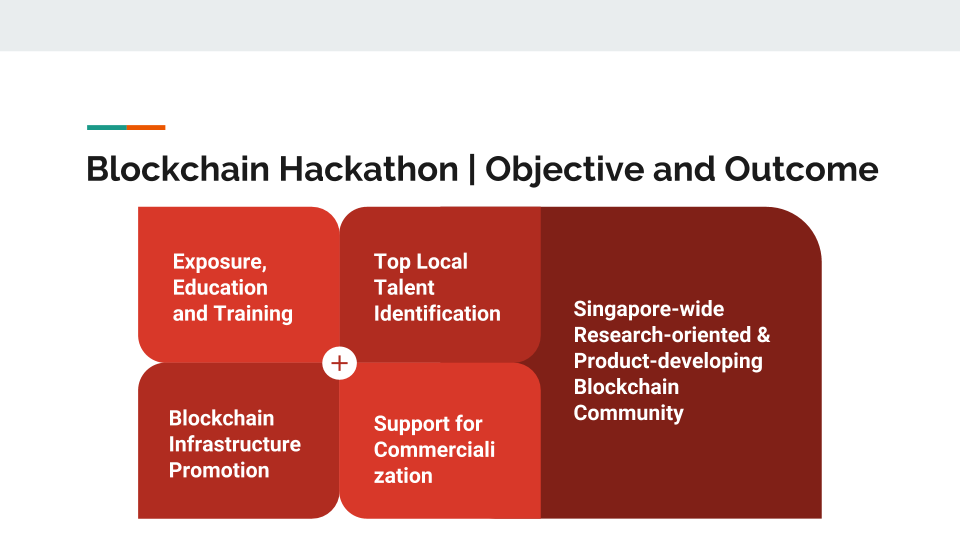 Blockchain Hackathon | Objective and Outcome
Exposure,
Education
and Training
Top Local
Talent
Identification
Blockchain
Infrastructure
Promotion
Support for
Commerciali
zation
+
Singapore-wide
Research-oriented &
Product-developing
Blockchain
Community